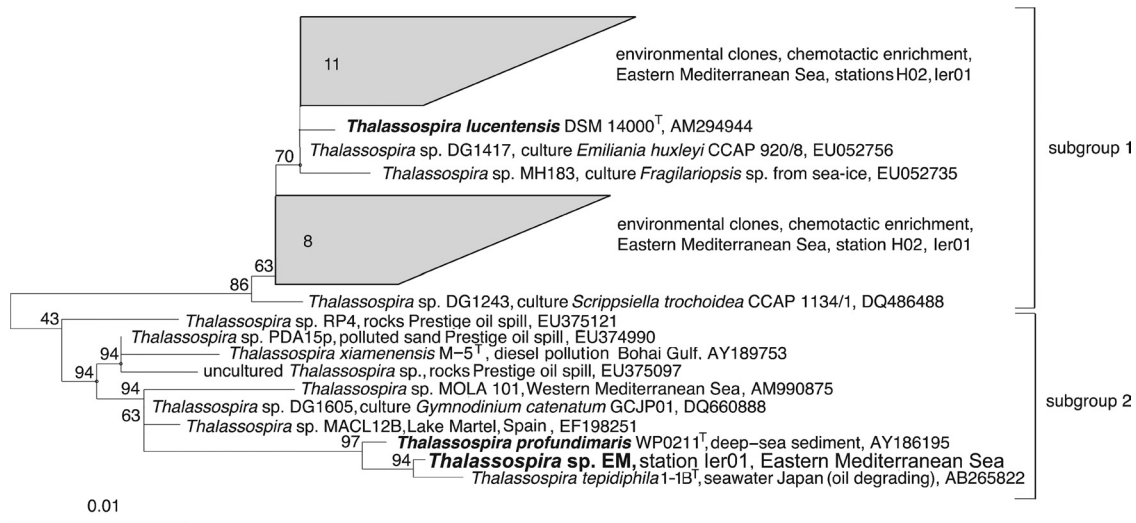 11
environmental clones, chemotactic enrichment,
Eastern Mediterranean Sea, stations H02, Ier01
Thalassospira lucentensis DSM 14000T, AM294944
Thalassospira sp. DG1417, culture Emiliania huxleyi CCAP 920/8, EU052756
subgroup 1
70
Thalassospira sp. MH183, culture Fragilariopsis sp. from sea-ice, EU052735
environmental clones, chemotactic enrichment,
8
Eastern Mediterranean Sea, station H02, Ier01
63
86
Thalassospira sp. DG1243, culture Scrippsiella trochoidea CCAP 1134/1, DQ486488
43
Thalassospira sp. RP4, rocks Prestige oil spill, EU375121
Thalassospira sp. PDA15p, polluted sand Prestige oil spill, EU374990
94
Thalassospira xiamenensis M-5T, diesel pollution Bohai Gulf, AY189753
94
uncultured Thalassospira sp., rocks Prestige oil spill, EU375097
94
Thalassospira sp. MOLA 101, Western Mediterranean Sea, AM990875
subgroup 2
Thalassospira sp. DG1605, culture Gymnodinium catenatum GCJP01, DQ660888
63
Thalassospira sp. MACL12B, Lake Martel, Spain, EF198251
97
Thalassospira profundimaris WP0211T, deep-sea sediment, AY186195
94
Thalassospira sp. EM, station Ier01, Eastern Mediterranean Sea
Thalassospira tepidiphila 1-1BT, seawater Japan (oil degrading), AB265822
0.01